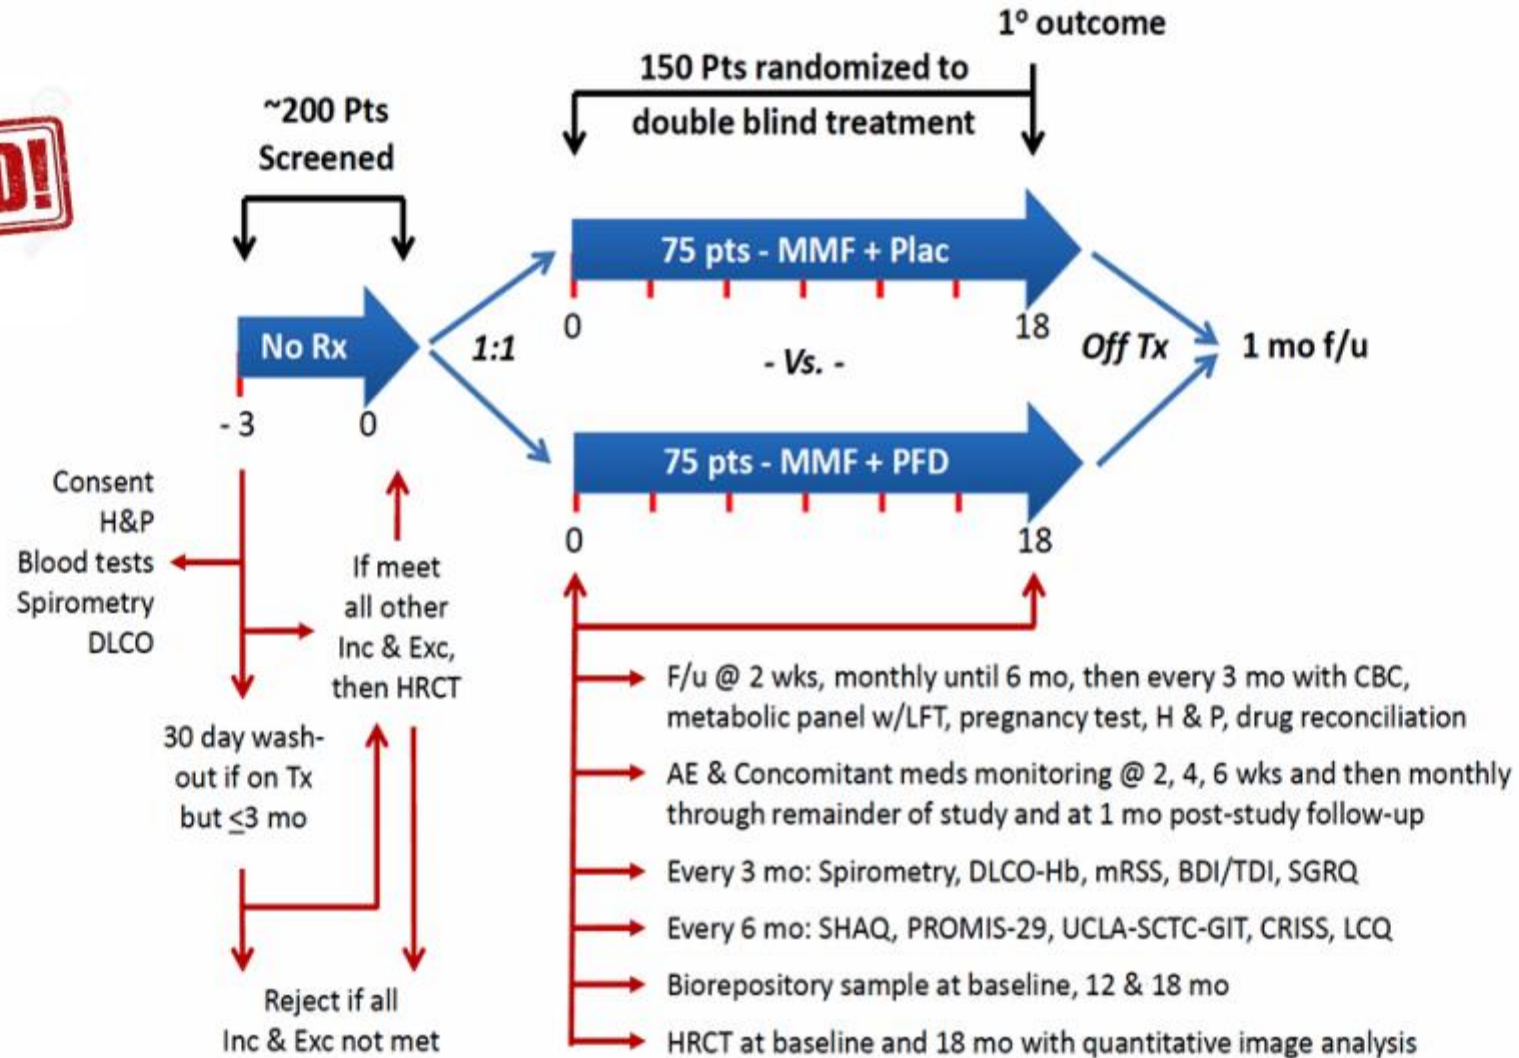 1º outcome
150 Pts randomized to
double blind treatment
~200 Pts
Screened
D!
No Rx
- 3
0
1:1
75 pts - MMF + Plac
0
18
- Vs. -
75 pts - MMF + PFD
0
18
Off Tx
1 mo f/u
Consent
H&P
Blood tests
Spirometry
DLCO
If meet
all other
Inc & Exc,
then HRCT
30 day wash-
out if on Tx
but ≤3 mo
Reject if all
Inc & Exc not met
F/u @ 2 wks, monthly until 6 mo, then every 3 mo with CBC,
metabolic panel w/LFT, pregnancy test, H & P, drug reconciliation
AE & Concomitant meds monitoring @ 2, 4, 6 wks and then monthly
through remainder of study and at 1 mo post-study follow-up
Every 3 mo: Spirometry, DLCO-Hb, mRSS, BDI/TDI, SGRQ
Every 6 mo: SHAQ, PROMIS-29, UCLA-SCTC-GIT, CRISS, LCQ
Biorepository sample at baseline, 12 & 18 mo
HRCT at baseline and 18 mo with quantitative image analysis